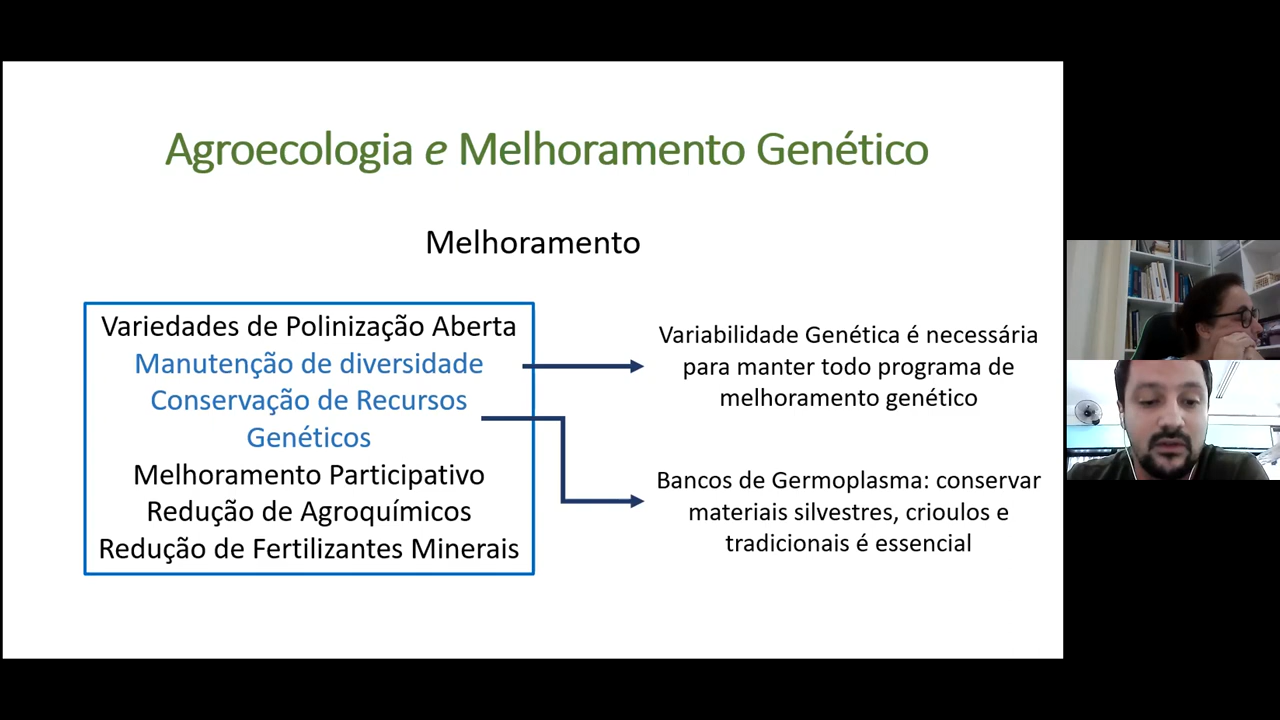 Agroecologia e Melhoramento Genético
Melhoramento
Variedades de Polinização Aberta
Manutenção de diversidade
Conservação de Recursos
Genéticos
Melhoramento Participativo
Redução de Agroquímicos
Redução de Fertilizantes Minerais
Variabilidade Genética é necessária
para manter todo programa de
melhoramento genético
Bancos de Germoplasma: conservar
materiais silvestres, crioulos e
tradicionais é essencial